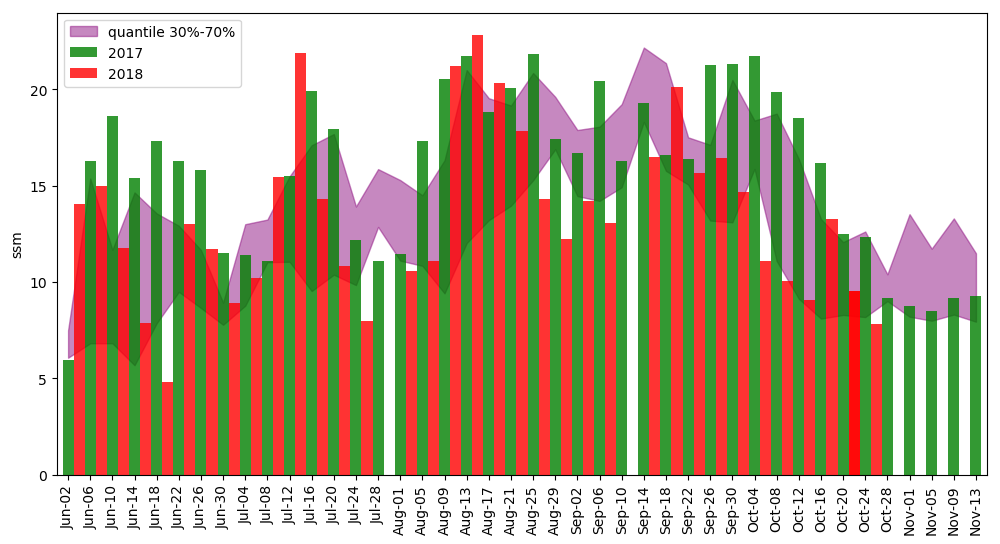 quantile 30%-70%
2017
2018
ssm
20
15
10
5
0
Jun-02
Jun-06
Jun-10
Jun-14
Jun-18
Jun-22
Jun-26
Jun-30
Jul-04
Jul-08
Jul-12
Jul-16
Jul-20
Jul-24
Jul-28
Aug-01
Aug-05
Aug-09
Aug-13
Aug-17
Aug-21
Aug-25
Aug-29
Sep-02
Sep-06
Sep-10
Sep-14
Sep-18
Sep-22
Sep-26
Sep-30
Oct-04
Oct-08
Oct-12
Oct-16
Oct-20
Oct-24
Oct-28
Nov-01
Nov-05
Nov-09
Nov-13